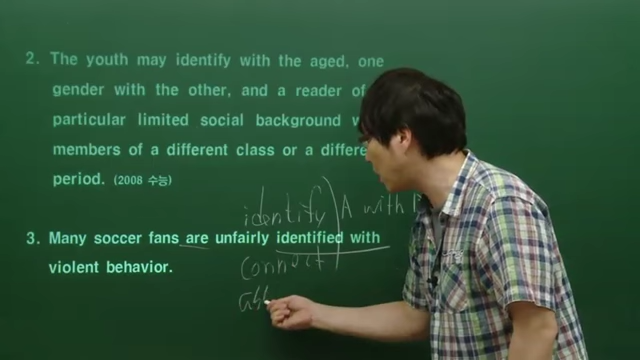 2. The youth may identify with the aged, one
gender with the other, and a reader of
particular limited social background
members of a different class or a
period. (2008 수능)
identify A with
3. Many soccer fans are unfairly identified with
violent behavior.
connect